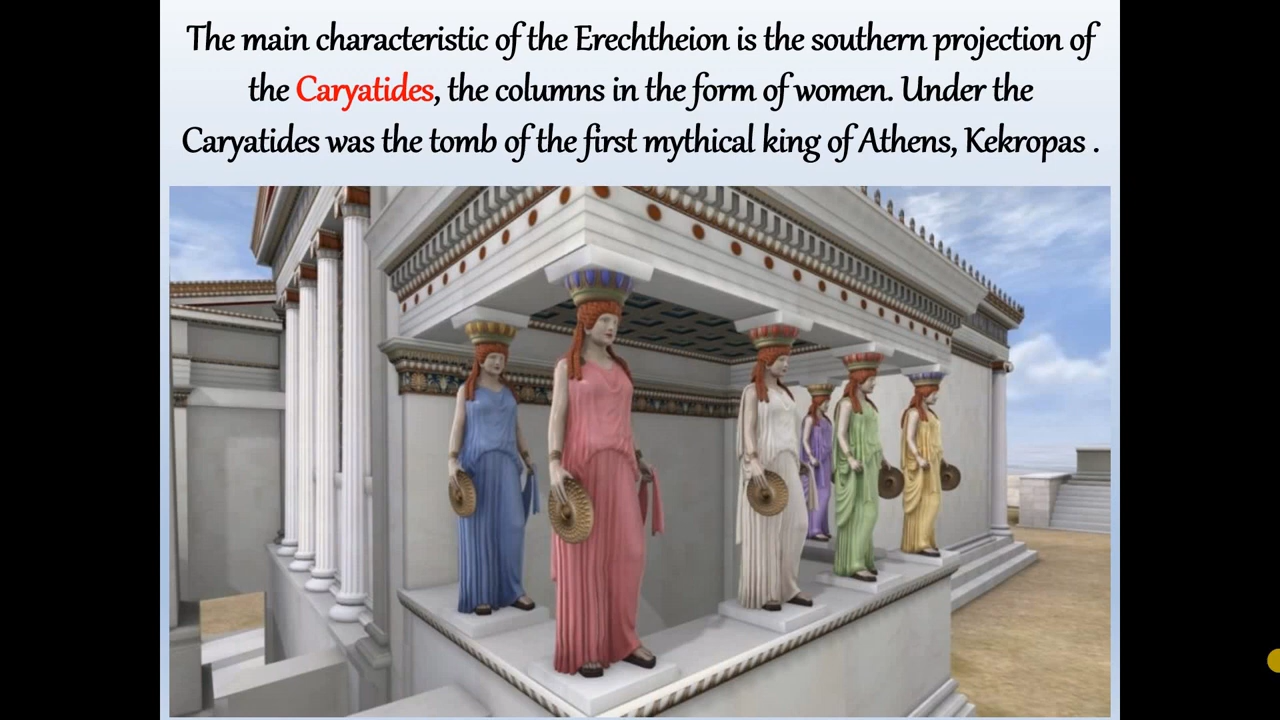 The main characteristic of the Erechtheion is the southern projection of
the Caryatides, the columns in the form of women. Under the
Caryatides was the tomb of the first mythical king of Athens, Kekropas .